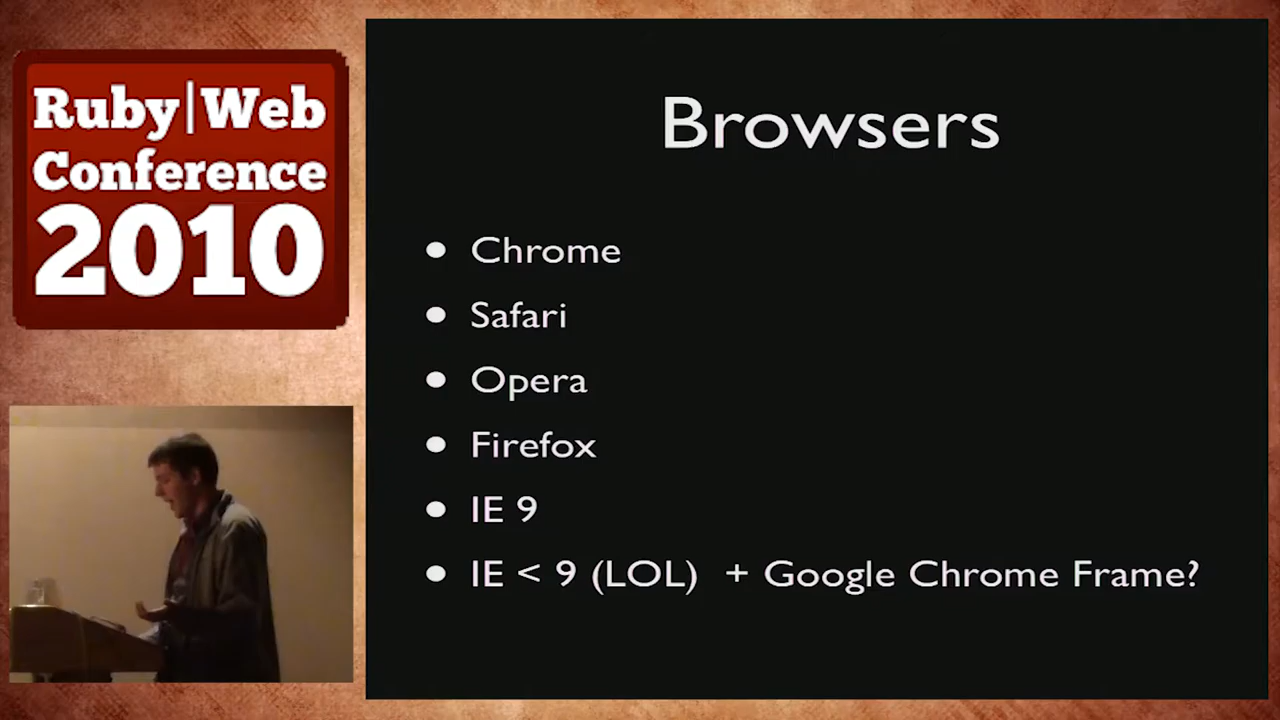 Ruby|Web
Conference
2010
Browsers
• Chrome
• Safari
• Opera
• Firefox
• IE 9
• IE < 9 (LOL) + Google Chrome Frame?